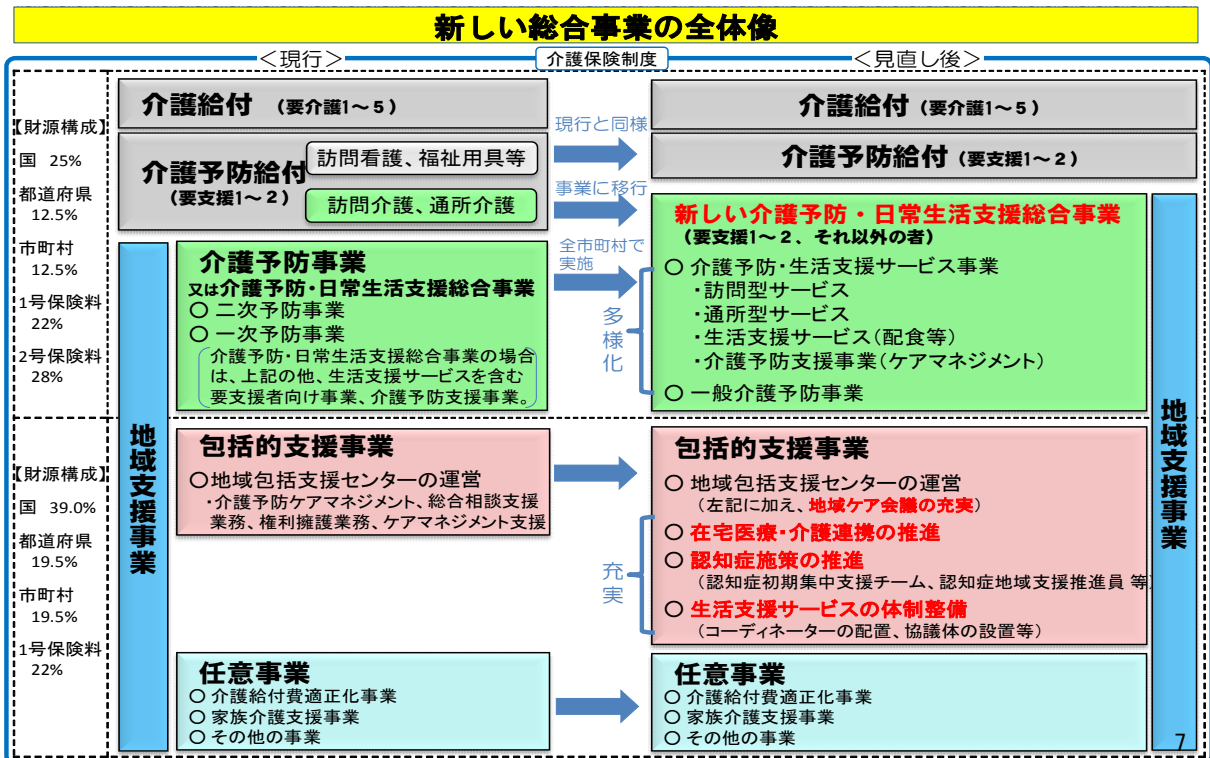 新しい総合事業の全体像
＜現行＞
介護保険制度
＜見直し後＞
【財源構成】
国 25%
都道府県
12.5%
市町村
12.5%
1号保険料
22%
2号保険料
28%
【財源構成】
国 39.0%
都道府県
19.5%
市町村
19.5%
1号保険料
22%
地域支援事業
介護給付 （要介護1～5）
介護予防給付
（要支援1～2）
訪問看護、福祉用具等
訪問介護、通所介護
介護予防事業
又は介護予防・日常生活支援総合事業
○ 二次予防事業
○ 一次予防事業
介護予防・日常生活支援総合事業の場合
は、上記の他、生活支援サービスを含む
要支援者向け事業、介護予防支援事業。
包括的支援事業
○地域包括支援センターの運営
・介護予防ケアマネジメント、総合相談支援
業務、権利擁護業務、ケアマネジメント支援
任意事業
○ 介護給付費適正化事業
○ 家族介護支援事業
○ その他の事業
現行と同様
事業に移行
全市町村で
実施
多様化
充実
介護給付（要介護1～5）
介護予防給付（要支援1～2）
新しい介護予防・日常生活支援総合事業
（要支援1～2、それ以外の者）
○ 介護予防・生活支援サービス事業
・訪問型サービス
・通所型サービス
・生活支援サービス（配食等）
・介護予防支援事業（ケアマネジメント）
○ 一般介護予防事業
包括的支援事業
○ 地域包括支援センターの運営
（左記に加え、地域ケア会議の充実）
○ 在宅医療・介護連携の推進
○ 認知症施策の推進
（認知症初期集中支援チーム、認知症地域支援推進員 等）
○ 生活支援サービスの体制整備
（コーディネーターの配置、協議体の設置等）
任意事業
○ 介護給付費適正化事業
○ 家族介護支援事業
○ その他の事業
地域支援事業
7